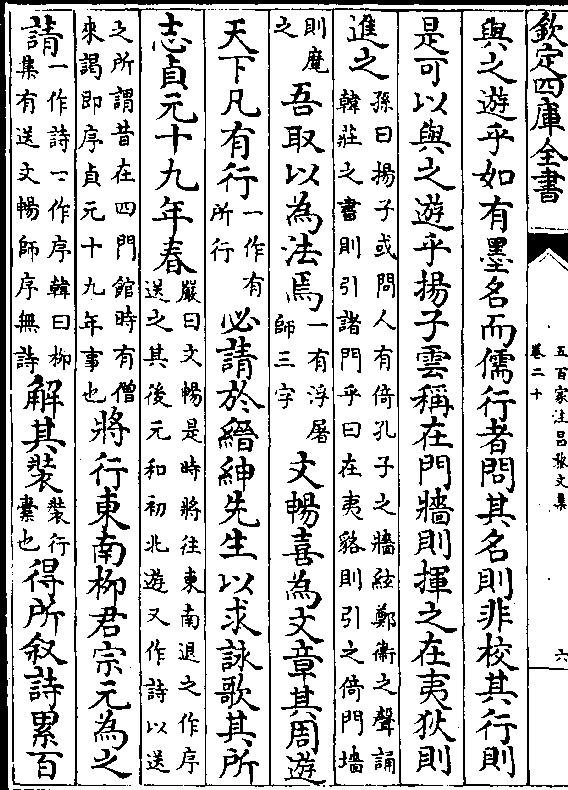 欽定四庫全書
五百家注昌黎文集
卷二十
六
與之遊乎如有墨名而儒行者問其名則非校其行則
是可以與之遊乎揚子雲稱在門牆則揮之在夷狄則
進之孫曰揚子或問人有倚孔子之牆絃鄭衛之聲誦韓莊之書則引諸門乎曰在夷貉則引之倚門墻
則麾之吾取以為法焉一有浮屠師三字文暢喜為文章其周遊
天下凡有行一作有所行必請於縉紳先生以求詠歌其所
志貞元十九年春嚴曰文暢是時將往東南退之作序送之其後元和初北遊又作詩以送
之所謂昔在四門館時有僧來謁即序貞元十九年事也將行東南柳君宗元為之
請一作詩一作序韓曰柳集有送文暢師序無詩解其裝裝行橐也得所叙詩累百